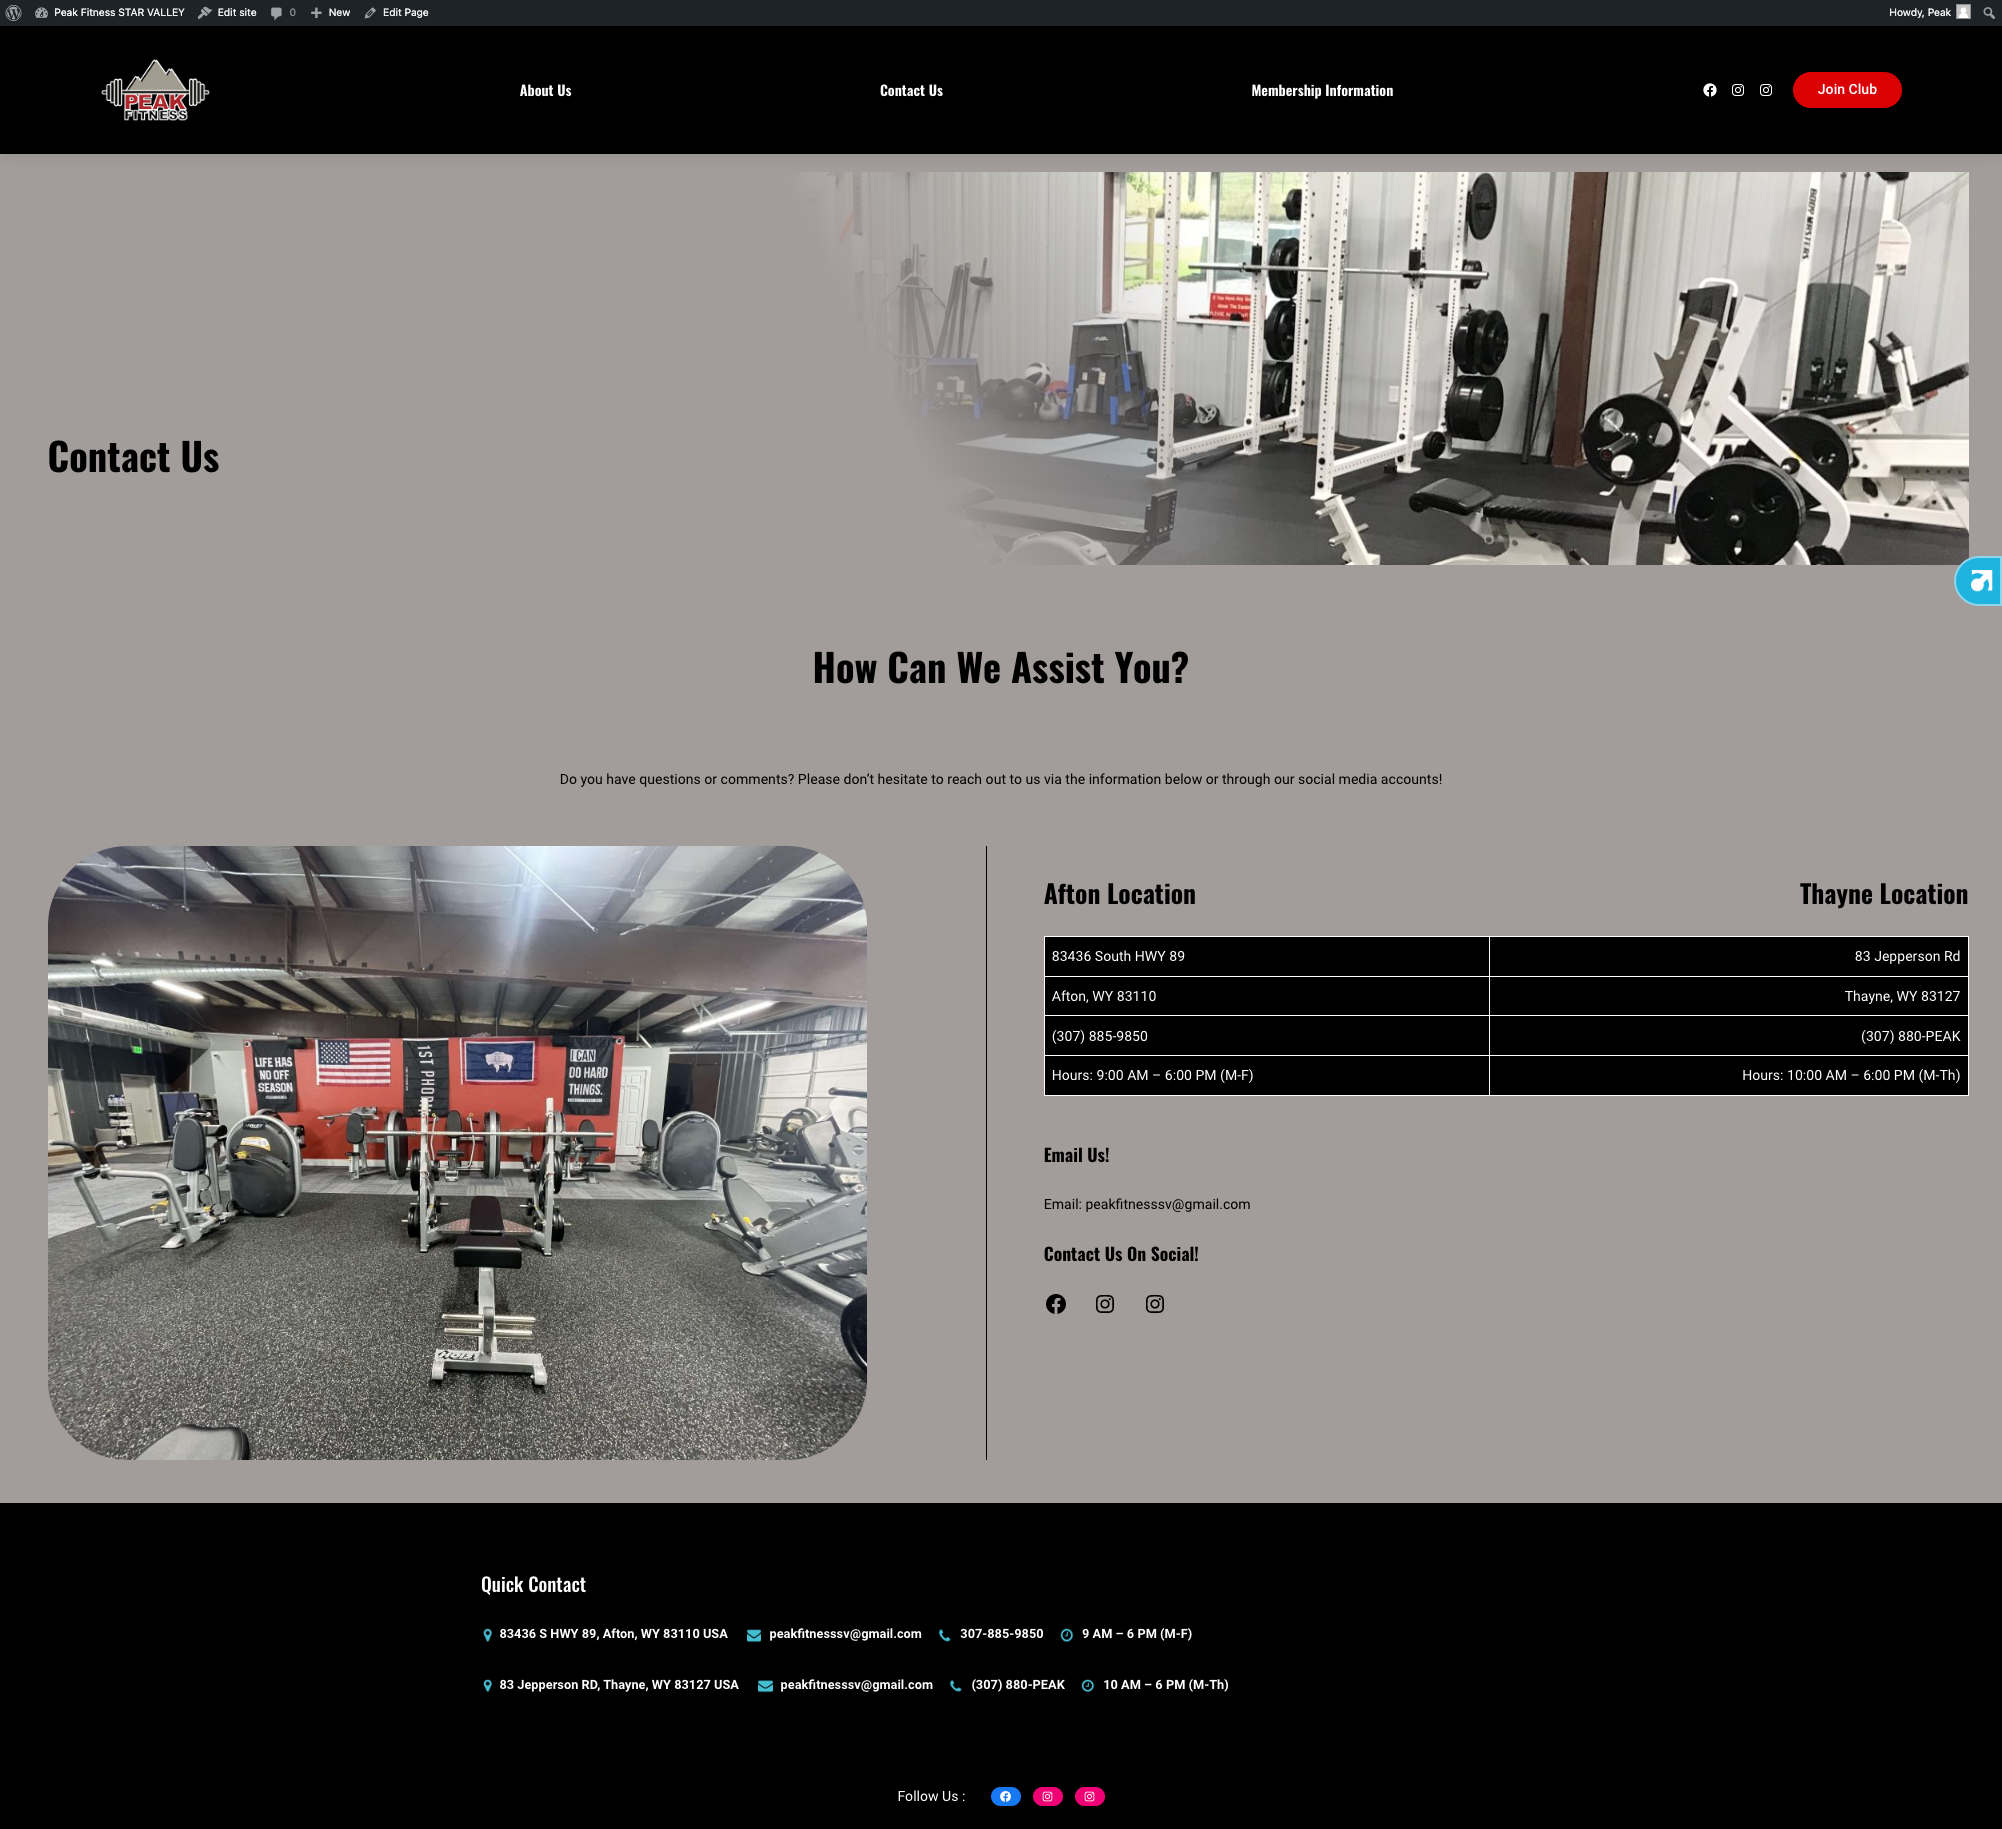 Peak Fitness STAR VALLEY Edit site 0 New Edit Page Howdy, Peak
PEAK
FITNESS
About Us Contact Us Membership Information Join Club
Contact Us
How Can We Assist You?
Do you have questions or comments? Please don’t hesitate to reach out to us via the information below or through our social media accounts!
LIFE HAS
NO OFF
SEASON
1ST PHORM
I CAN
DO HARD
THINGS.
Afton Location Thayne Location
83436 South HWY 89 83 Jepperson Rd
Afton, WY 83110 Thayne, WY 83127
(307) 885-9850 (307) 880-PEAK
Hours: 9:00 AM – 6:00 PM (M-F) Hours: 10:00 AM – 6:00 PM (M-Th)
Email Us!
Email: peakfitnesssv@gmail.com
Contact Us On Social!
Quick Contact
83436 S HWY 89, Afton, WY 83110 USA peakfitnesssv@gmail.com 307-885-9850 9 AM – 6 PM (M-F)
83 Jepperson RD, Thayne, WY 83127 USA peakfitnesssv@gmail.com (307) 880-PEAK 10 AM – 6 PM (M-Th)
Follow Us :